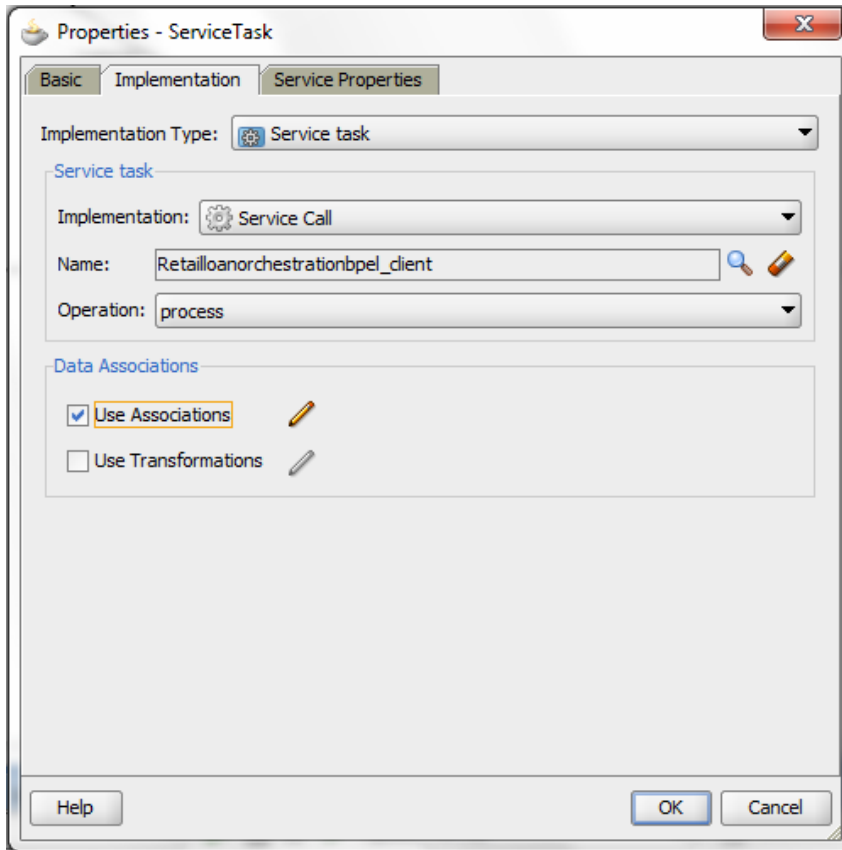 Properties - ServiceTask
Basic Implementation Service Properties
Implementation Type: Service task
Service task
Implementation: Service Call
Name: Retailloanorchestrationbpel_client
Operation: process
Data Associations
Use Associations
Use Transformations
Help OK Cancel